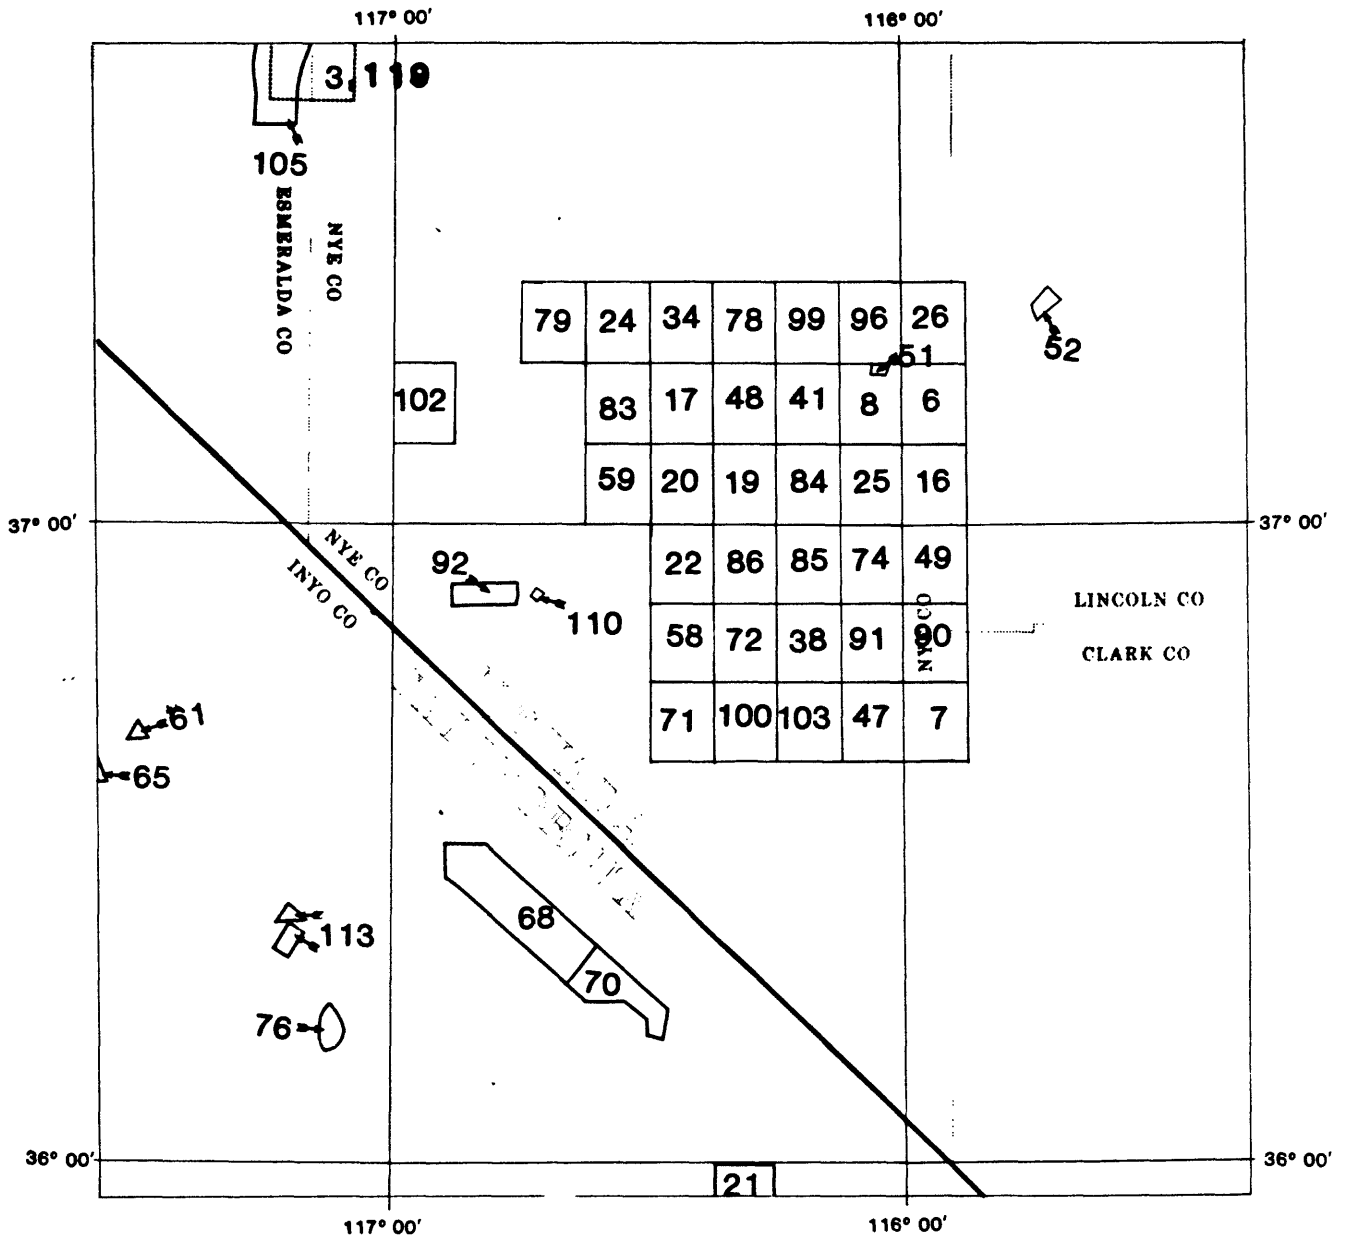 117° 00′ 116° 00′
3 119
105
ESMERALDA CO
NYE CO
79 24 34 78 99 96 26
51
52
102
83 17 48 41 8 6
59 20 19 84 25 16
37° 00′ 37° 00′
NYE CO
INYO CO
92
110
22 86 85 74 49
LINCOLN CO
58 72 38 91 90
NYE CO
CLARK CO
61
71 100 103 47 7
65
68
113
70
76
36° 00′ 36° 00′
21
117° 00′ 116° 00′